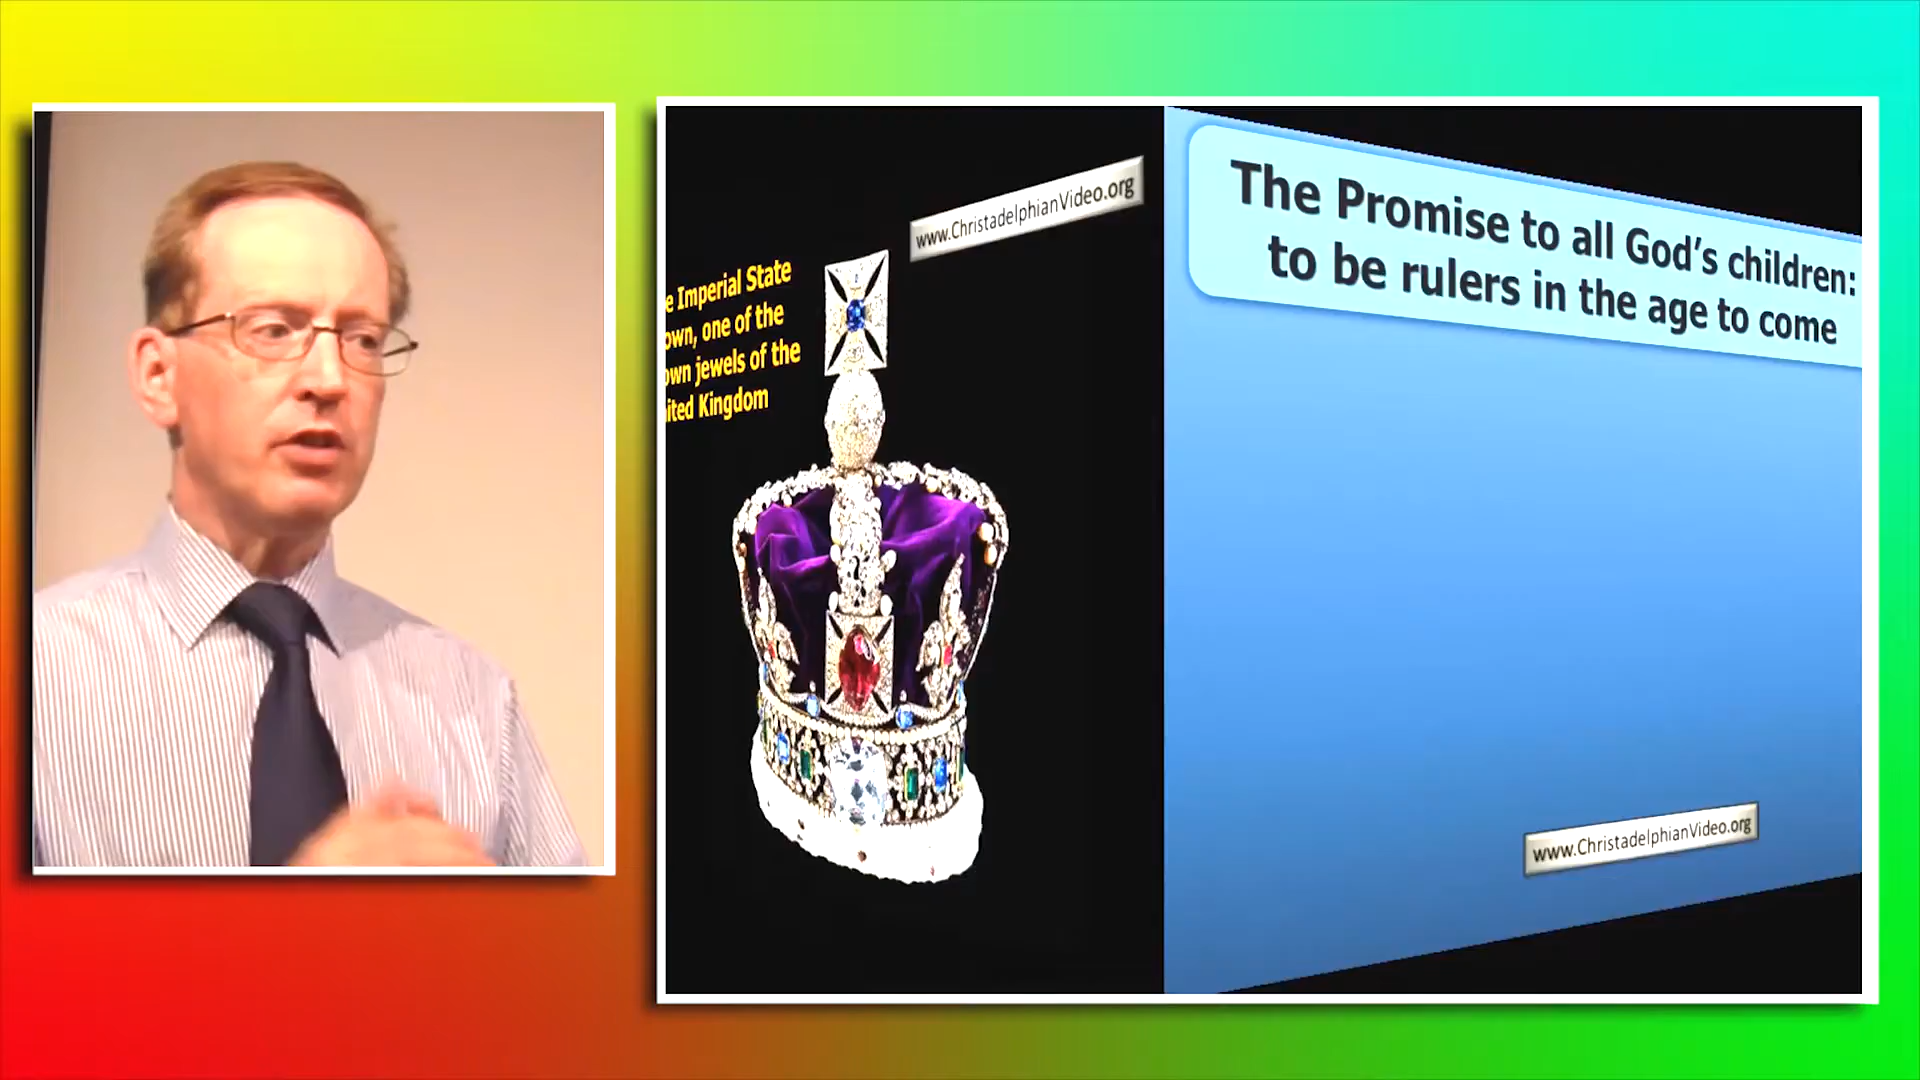 www.ChristadelphianVideo.org
e Imperial State
own, one of the
own jewels of the
ited Kingdom
The Promise to all God's children:
to be rulers in the age to come
www.ChristadelphianVideo.org